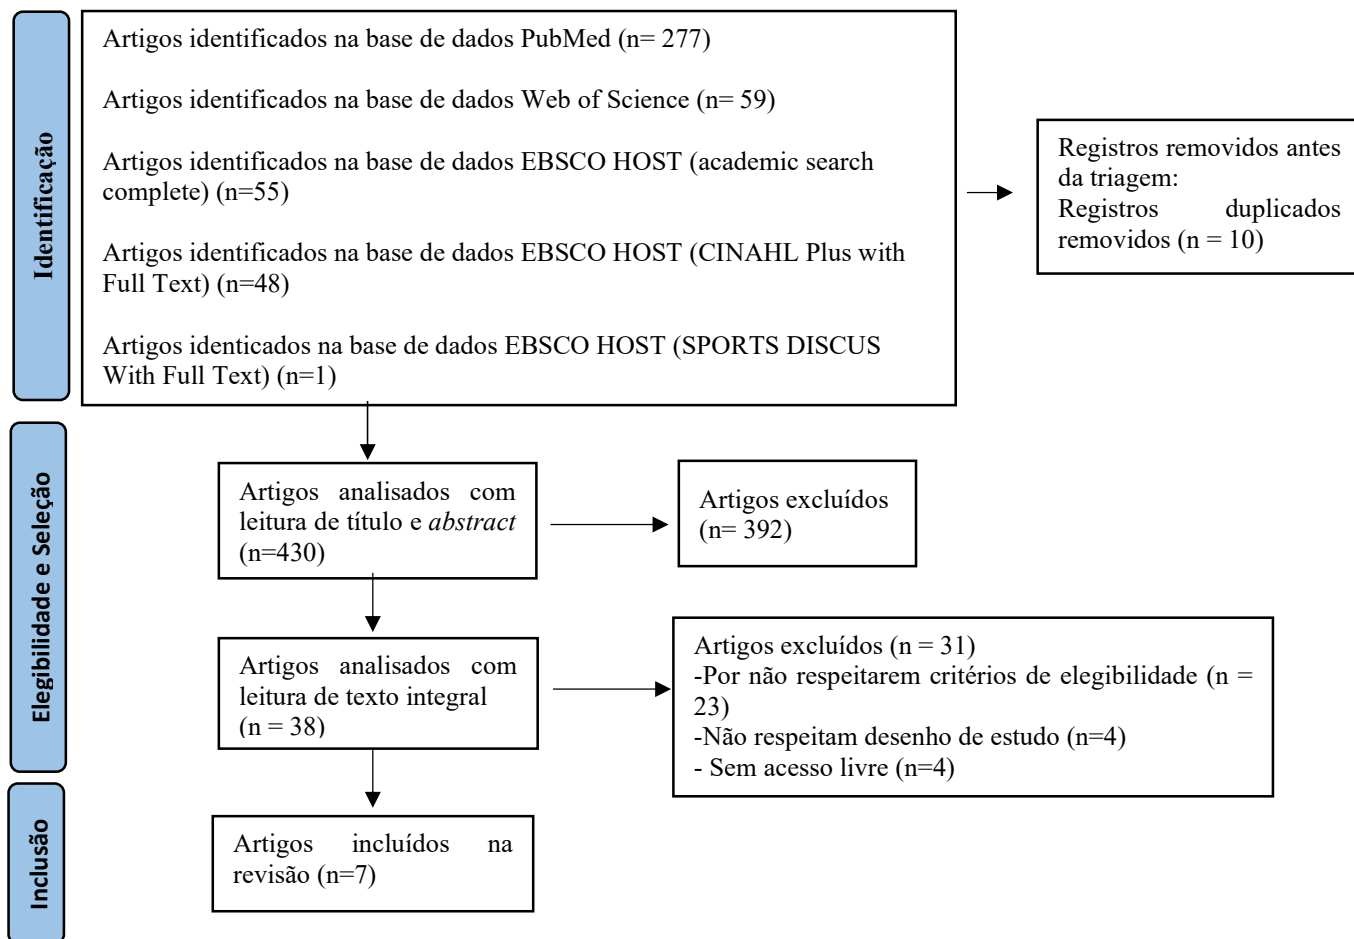 Identificação
Artigos identificados na base de dados PubMed (n= 277)
Artigos identificados na base de dados Web of Science (n= 59)
Artigos identificados na base de dados EBSCO HOST (academic search
complete) (n=55)
Artigos identificados na base de dados EBSCO HOST (CINAHL Plus with
Full Text) (n=48)
Artigos identicados na base de dados EBSCO HOST (SPORTS DISCUS
With Full Text) (n=1)
Registros removidos antes
da triagem:
Registros duplicados
removidos (n = 10)
Elegibilidade e Seleção
Artigos analisados com
leitura de título e abstract
(n=430)
Artigos excluídos
(n= 392)
Artigos analisados com
leitura de texto integral
(n = 38)
Artigos excluídos (n = 31)
-Por não respeitarem critérios de elegibilidade (n =
23)
-Não respeitam desenho de estudo (n=4)
- Sem acesso livre (n=4)
Inclusão
Artigos incluídos na
revisão (n=7)